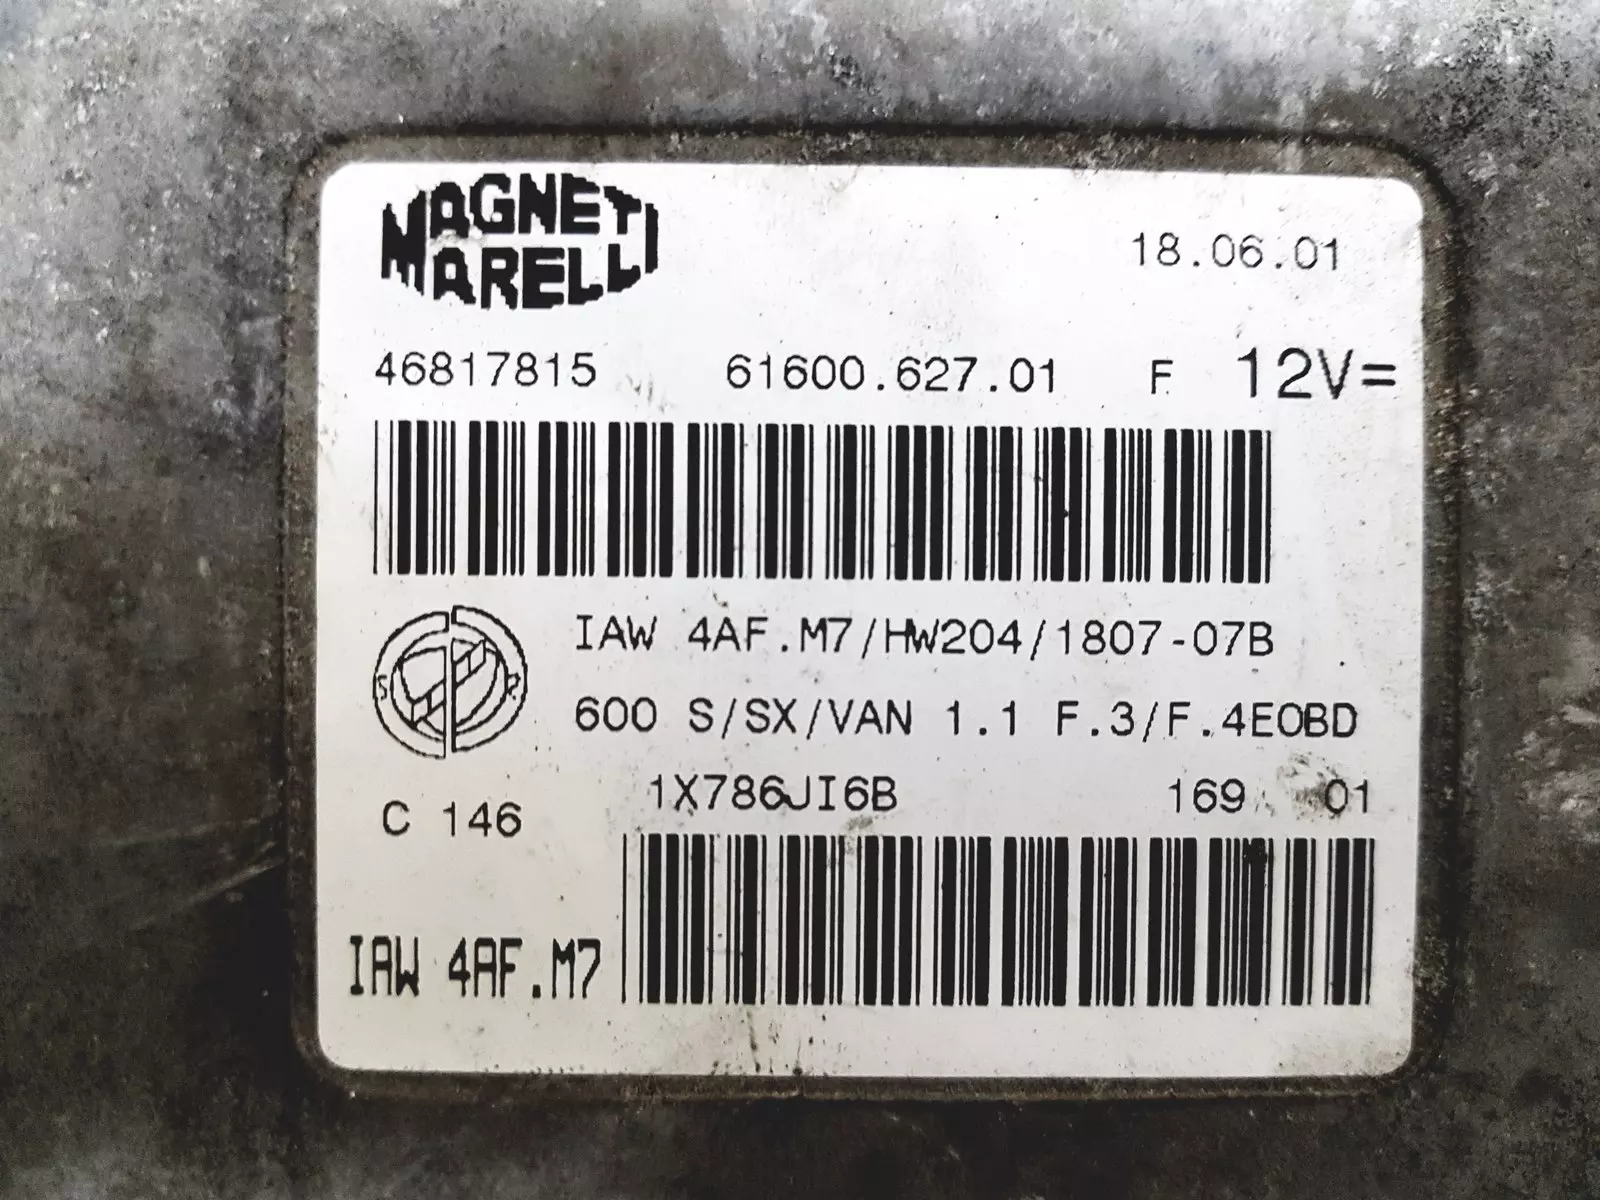 MAGNETI
MARELLI
18.06.01
46817815 61600.627.01 F 12V=
IAW 4AF.M7/HW204/1807-07B
S R
600 S/SX/VAN 1.1 F.3/F.4EOBD
1X786JI6B 169 01
C 146
IAW 4AF.M7